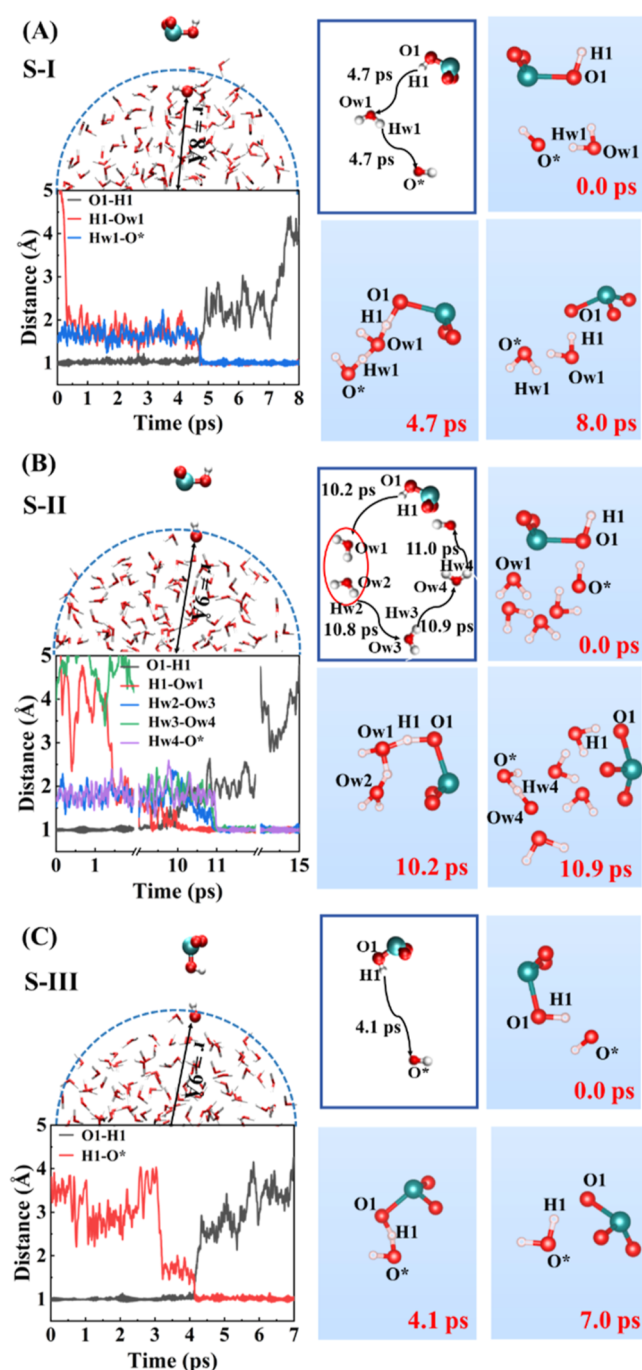 (A)
S-I
r = 8Å
Distance (Å)
5
4
3
2
1
O1-H1
H1-Ow1
Hw1-O*
0 1 2 3 4 5 6 7 8
Time (ps)
O1
H1
4.7 ps
Ow1
Hw1
4.7 ps
O*
H1
O1
Hw1
O*
Ow1
0.0 ps
O1
H1
Ow1
Hw1
O*
4.7 ps
O1
O*
H1
Ow1
Hw1
8.0 ps
(B)
S-II
r = 9Å
Distance (Å)
5
4
3
2
1
O1-H1
H1-Ow1
Hw2-Ow3
Hw3-Ow4
Hw4-O*
0 1 10 11 15
Time (ps)
O1
10.2 ps
H1
Ow1
11.0 ps
Hw4
Ow2
Ow4
Hw2
Hw3
10.8 ps
10.9 ps
Ow3
H1
Ow1
O1
O*
0.0 ps
H1
O1
Ow1
Ow2
10.2 ps
O1
H1
O*
Hw4
Ow4
10.9 ps
(C)
S-III
r = 9Å
Distance (Å)
5
4
3
2
1
O1-H1
H1-O*
0 1 2 3 4 5 6 7
Time (ps)
O1
H1
4.1 ps
O*
H1
O1
O*
0.0 ps
O1
H1
O*
4.1 ps
O1
H1
O*
7.0 ps